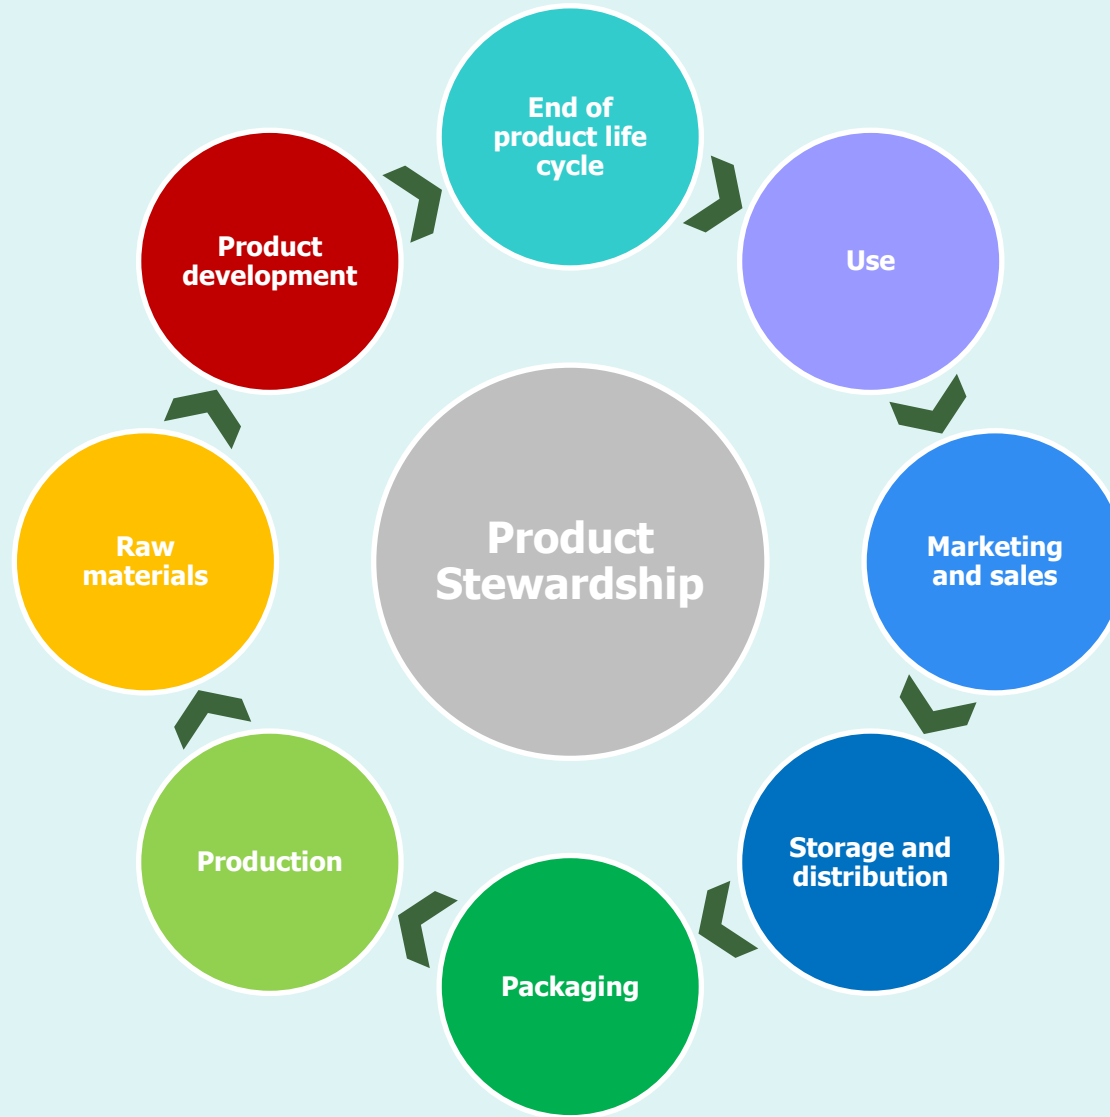 End of
product life
cycle
Use
Marketing
and sales
Storage and
distribution
Packaging
Production
Raw
materials
Product
development
Product
Stewardship